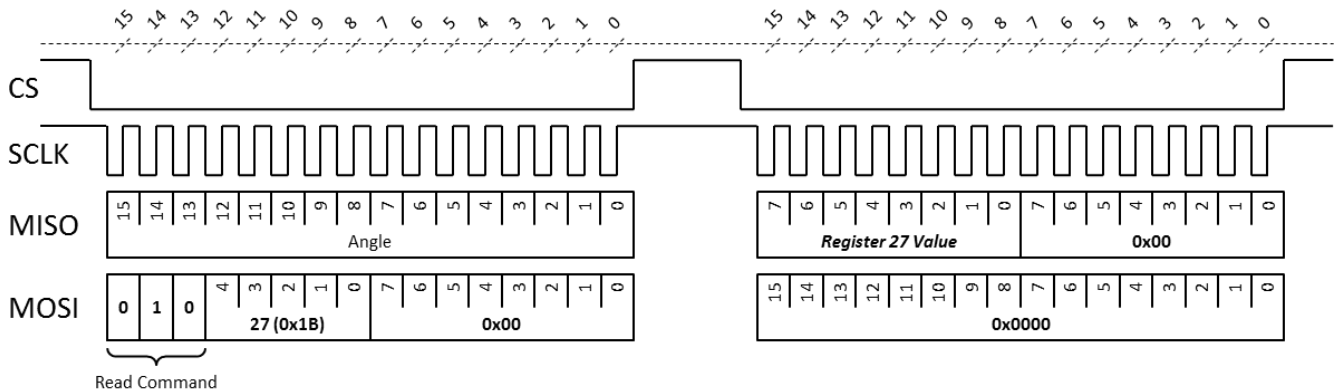 15 14 13 12 11 10 9 8 7 6 5 4 3 2 1 0 15 14 13 12 11 10 9 8 7 6 5 4 3 2 1 0
CS
SCLK
MISO 15 14 13 12 11 10 9 8 7 6 5 4 3 2 1 0 7 6 5 4 3 2 1 0 7 6 5 4 3 2 1 0
Angle Register 27 Value 0x00
MOSI 0 1 0 4 3 2 1 0 7 6 5 4 3 2 1 0 15 14 13 12 11 10 9 8 7 6 5 4 3 2 1 0
27 (0x1B) 0x00 0x0000
Read Command